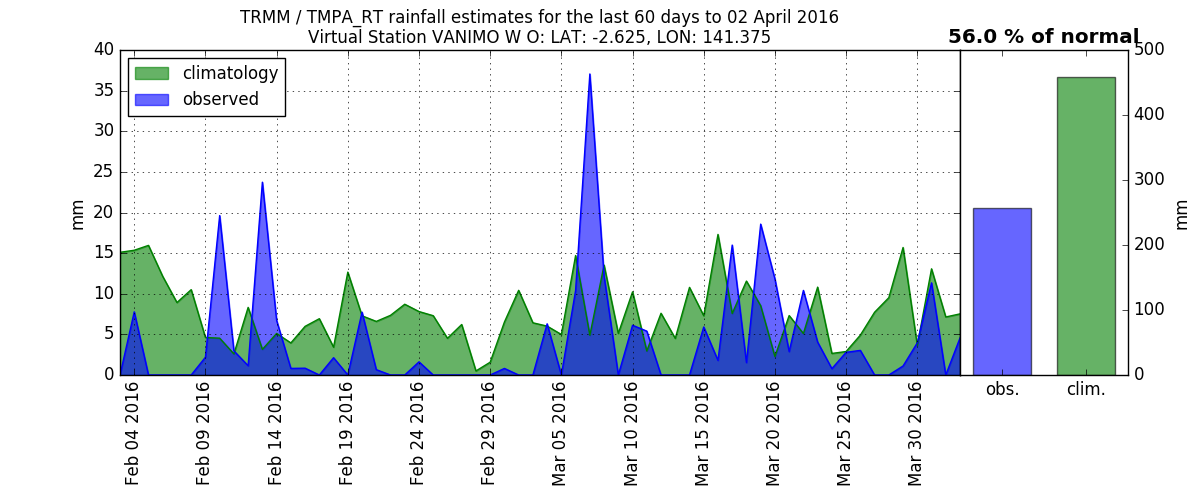 TRMM / TMPA_RT rainfall estimates for the last 60 days to 02 April 2016
Virtual Station VANIMO W O: LAT: -2.625, LON: 141.375
56.0 % of normal
climatology
observed
40
35
30
25
20
15
10
5
0
mm
Feb 04 2016
Feb 09 2016
Feb 14 2016
Feb 19 2016
Feb 24 2016
Feb 29 2016
Mar 05 2016
Mar 10 2016
Mar 15 2016
Mar 20 2016
Mar 25 2016
Mar 30 2016
500
400
300
200
100
0
mm
obs.
clim.